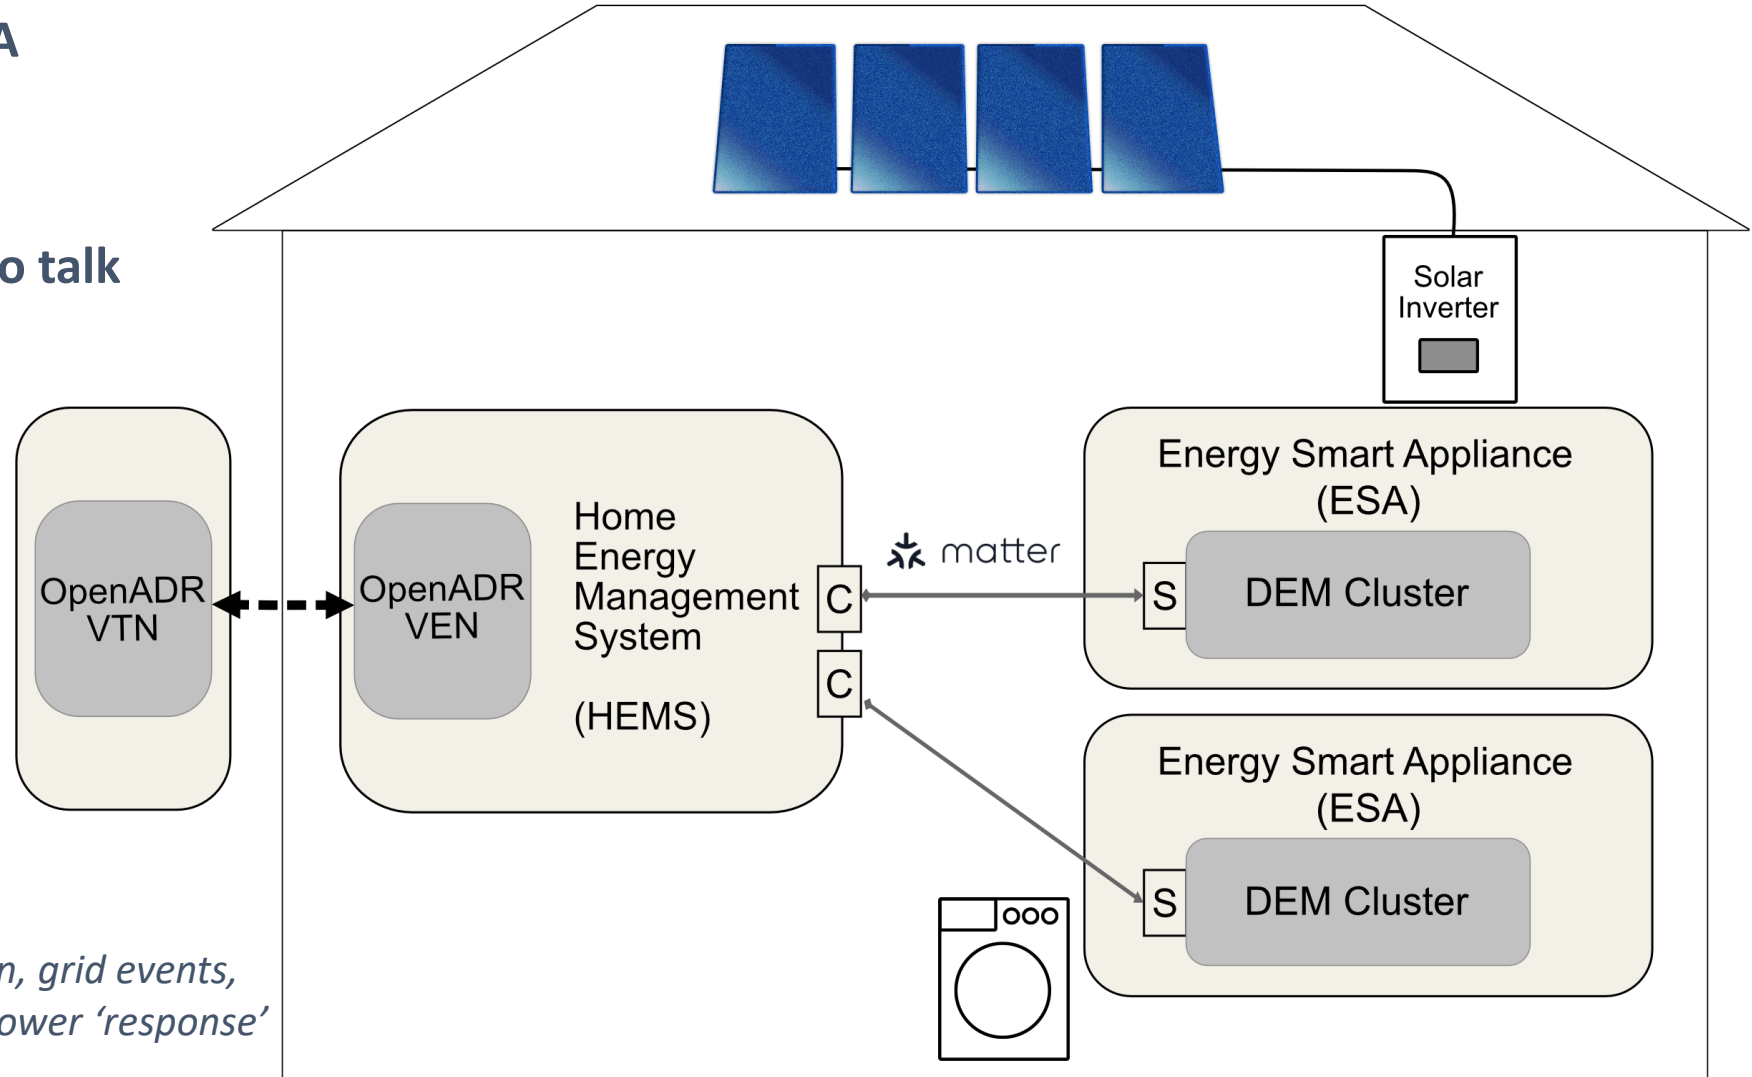 A
o talk
Solar
Inverter
OpenADR
VTN
OpenADR
VEN
Home
Energy
Management
System
(HEMS)
C
C
matter
Energy Smart Appliance
(ESA)
S
DEM Cluster
Energy Smart Appliance
(ESA)
S
DEM Cluster
n, grid events,
ower ‘response’